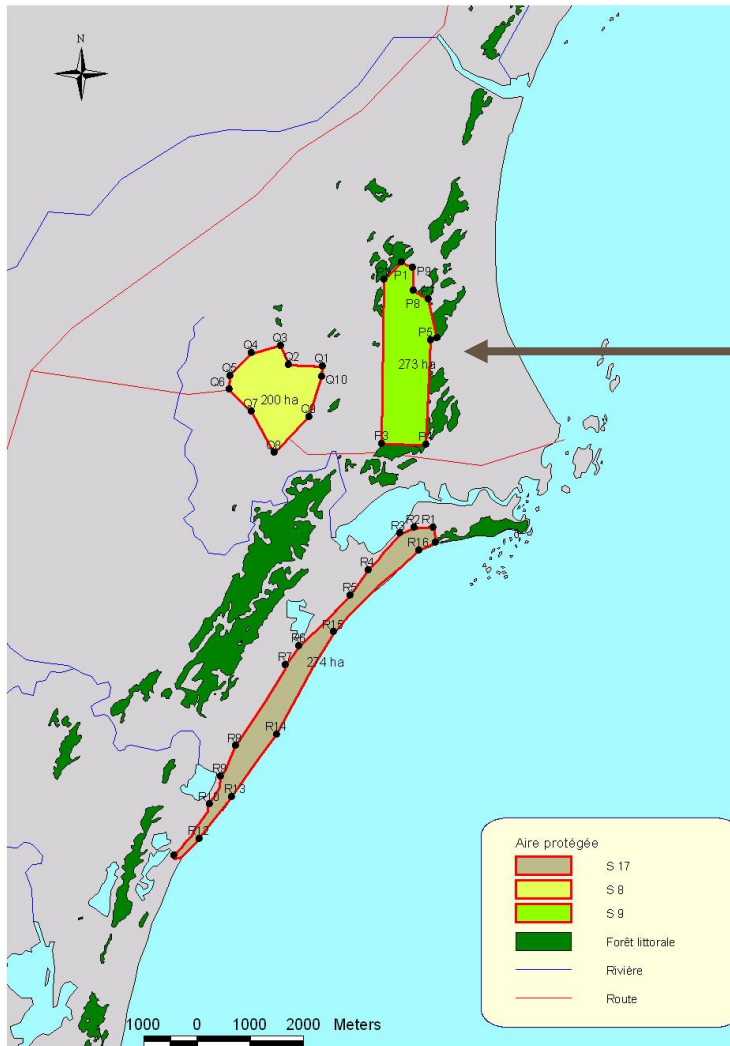 N
P1
P9
P8
P5
273 ha
P3
P4
Q3
Q4
Q2
Q1
Q5
Q10
Q6
200 ha
Q7
Q9
Q8
R3
R2
R1
R16
R4
R5
R15
R6
R7
274 ha
R14
R8
R9
R13
R10
R12
Aire protégée
S 17
S 8
S 9
Forêt littorale
Rivière
Route
1000 0 1000 2000 Meters